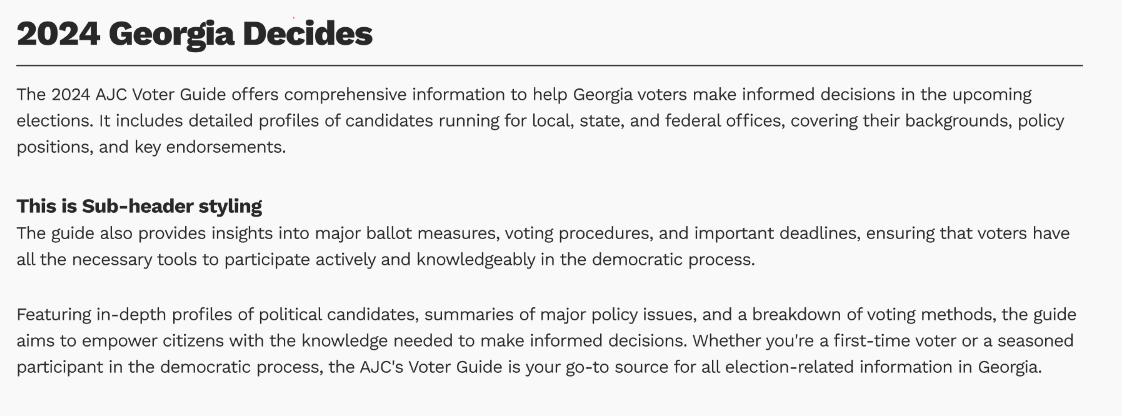 2024 Georgia Decides
The 2024 AJC Voter Guide offers comprehensive information to help Georgia voters make informed decisions in the upcoming
elections. It includes detailed profiles of candidates running for local, state, and federal offices, covering their backgrounds, policy
positions, and key endorsements.
This is Sub-header styling
The guide also provides insights into major ballot measures, voting procedures, and important deadlines, ensuring that voters have
all the necessary tools to participate actively and knowledgeably in the democratic process.
Featuring in-depth profiles of political candidates, summaries of major policy issues, and a breakdown of voting methods, the guide
aims to empower citizens with the knowledge needed to make informed decisions. Whether you're a first-time voter or a seasoned
participant in the democratic process, the AJC's Voter Guide is your go-to source for all election-related information in Georgia.